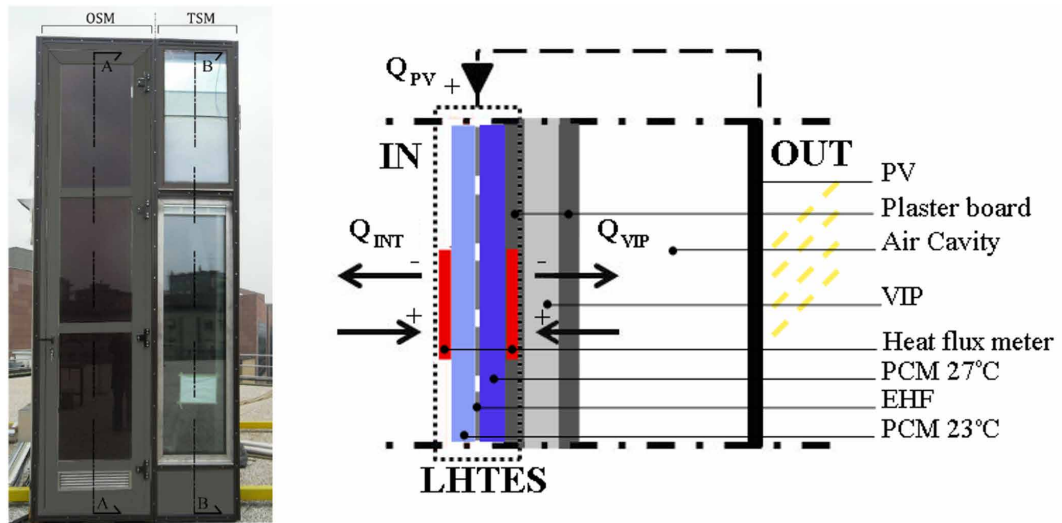 OSM
TSM
A
B
A
B
Q PV +
IN
OUT
Q INT
Q VIP
−
−
+
+
LHTES
PV
Plaster board
Air Cavity
VIP
Heat flux meter
PCM 27°C
EHF
PCM 23°C